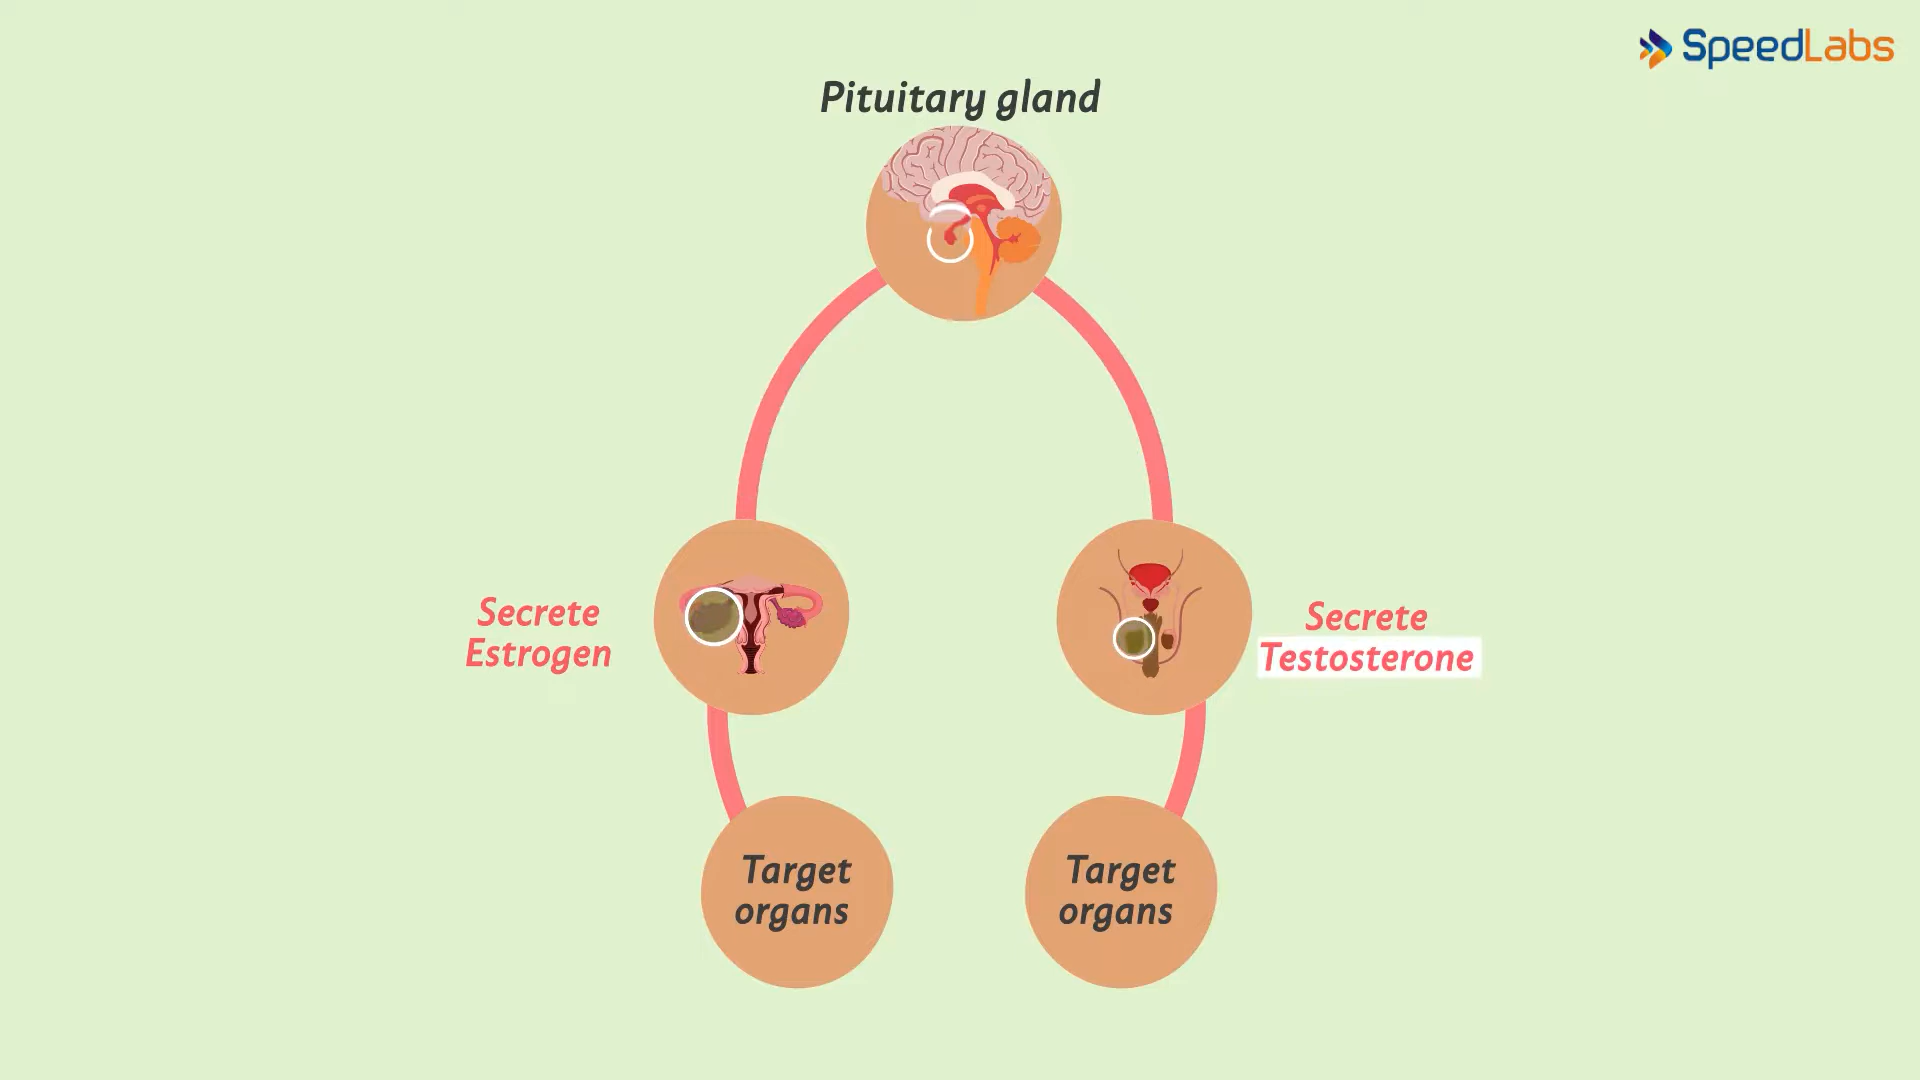 SpeedLabs
Pituitary gland
Secrete
Estrogen
Secrete
Testosterone
Target
organs
Target
organs